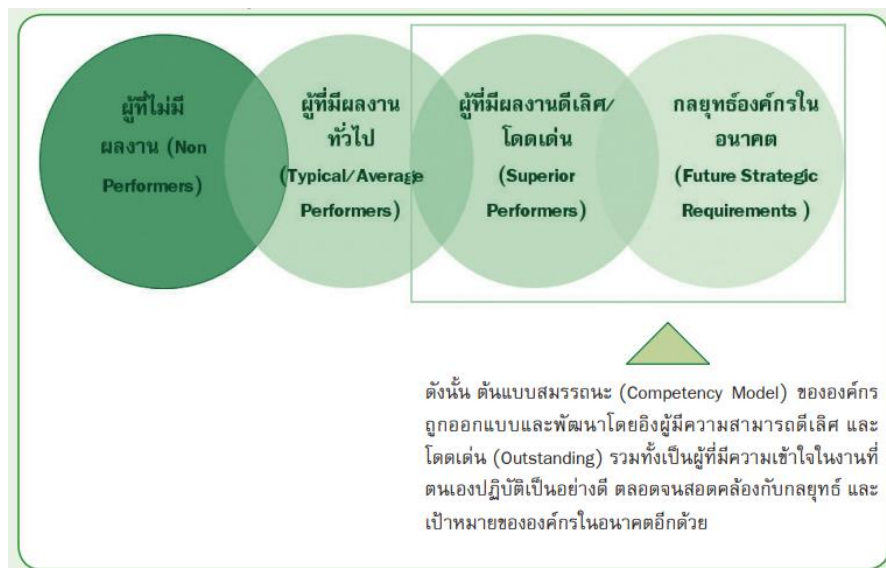 ผู้ที่ไม่มี
ผลงาน (Non
Performers)
ผู้ที่มีผลงาน
ทั่วไป
(Typical/Average
Performers)
ผู้ที่มีผลงานดีเลิศ/
โดดเด่น
(Superior
Performers)
กลยุทธ์องค์กรใน
อนาคต
(Future Strategic
Requirements )
ดังนั้น ต้นแบบสมรรถนะ (Competency Model) ขององค์กร
ถูกออกแบบและพัฒนาโดยอิงผู้มีความสามารถดีเลิศ และ
โดดเด่น (Outstanding) รวมทั้งเป็นผู้ที่มีความเข้าใจในงานที่
ตนเองปฏิบัติเป็นอย่างดี ตลอดจนสอดคล้องกับกลยุทธ์ และ
เป้าหมายขององค์กรในอนาคตอีกด้วย